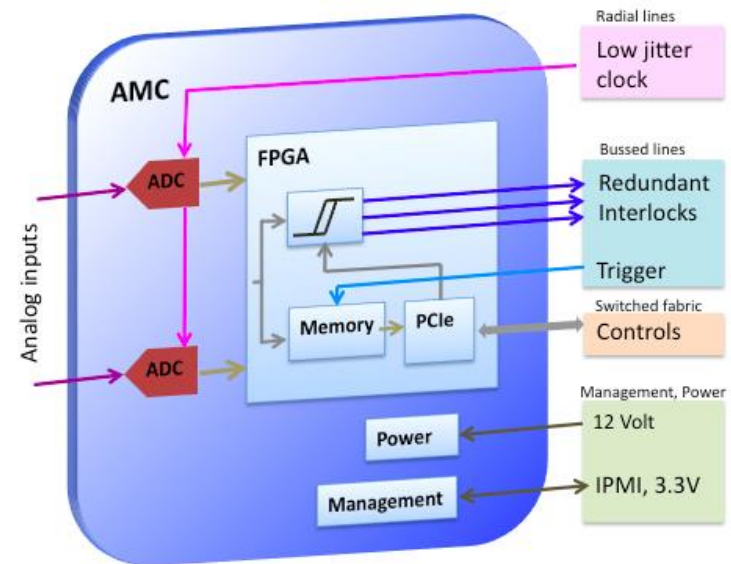 Radial lines
Low jitter
clock
AMC
Bussed lines
FPGA
ADC
Redundant
Interlocks
Analog inputs
Trigger
Switched fabric
Memory
PCIe
Controls
ADC
Management, Power
12 Volt
Power
IPMI, 3.3V
Management